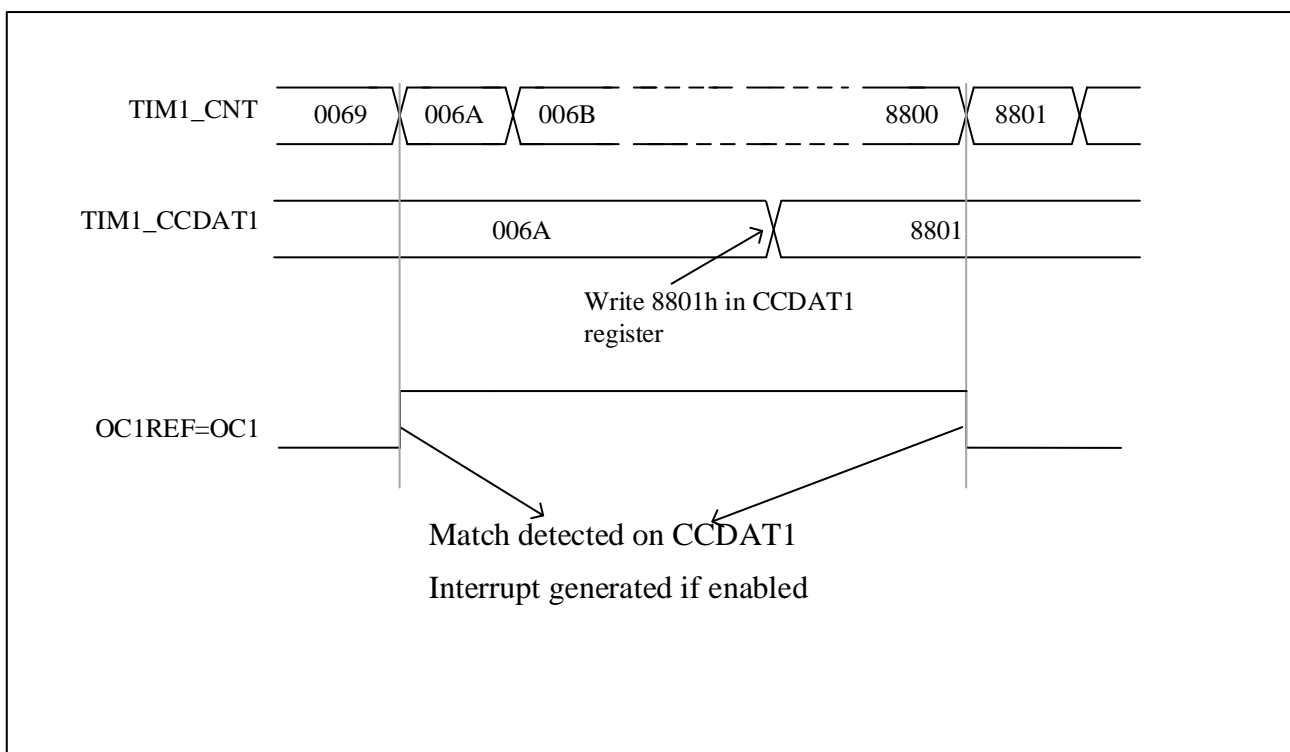 TIM1_CNT 0069 006A 006B 8800 8801
TIM1_CCDAT1 006A 8801
Write 8801h in CCDAT1
register
OC1REF=OC1
Match detected on CCDAT1
Interrupt generated if enabled